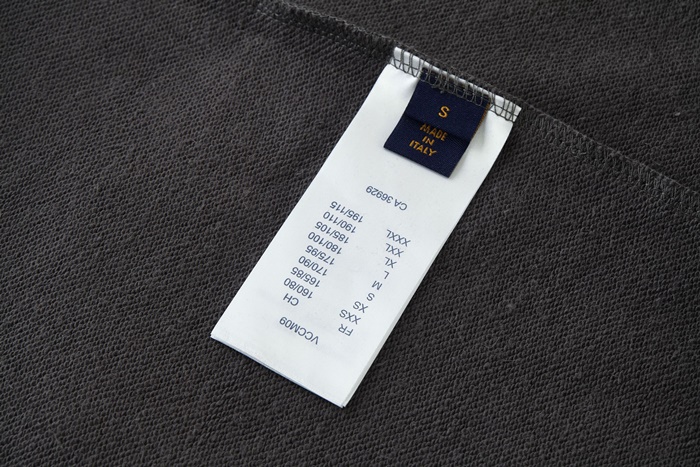 S
MADE
IN
ITALY
VCCM09
FR CH
XXS 160/80
XS 165/85
S 170/90
M 175/95
L 180/100
XL 185/105
XXL 190/110
XXXL 195/115
CA 36929